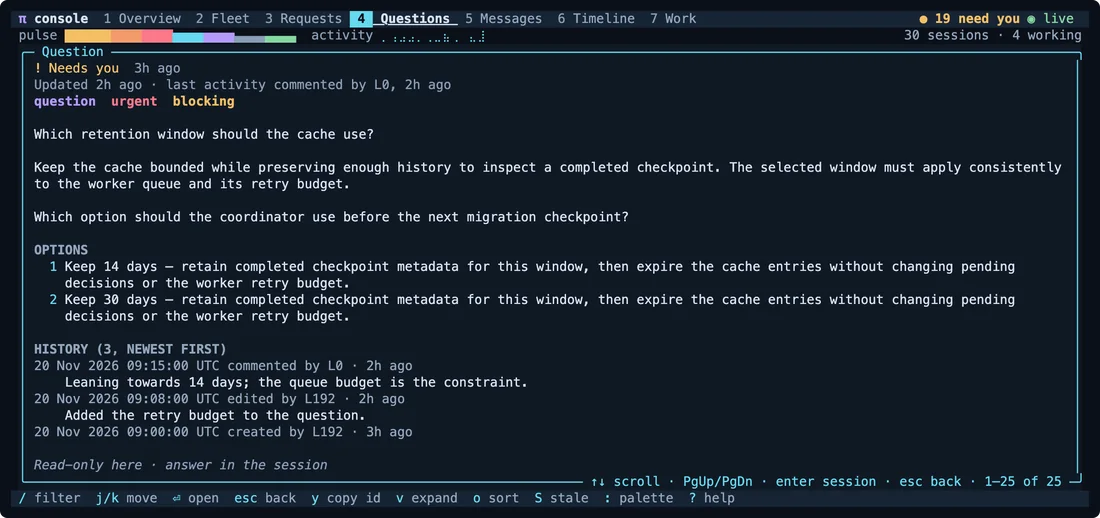 π console 1 Overview 2 Fleet 3 Requests 4 Questions 5 Messages 6 Timeline 7 Work ● 19 need you ◉ live
pulse activity 30 sessions · 4 working
Question
! Needs you 3h ago
Updated 2h ago · last activity commented by L0, 2h ago
question urgent blocking
Which retention window should the cache use?
Keep the cache bounded while preserving enough history to inspect a completed checkpoint. The selected window must apply consistently
to the worker queue and its retry budget.
Which option should the coordinator use before the next migration checkpoint?
OPTIONS
1 Keep 14 days — retain completed checkpoint metadata for this window, then expire the cache entries without changing pending
decisions or the worker retry budget.
2 Keep 30 days — retain completed checkpoint metadata for this window, then expire the cache entries without changing pending
decisions or the worker retry budget.
HISTORY (3, NEWEST FIRST)
20 Nov 2026 09:15:00 UTC commented by L0 · 2h ago
Leaning towards 14 days; the queue budget is the constraint.
20 Nov 2026 09:08:00 UTC edited by L192 · 2h ago
Added the retry budget to the question.
20 Nov 2026 09:00:00 UTC created by L192 · 3h ago
Read-only here · answer in the session
↑↓ scroll · PgUp/PgDn · enter session · esc back · 1–25 of 25
/ filter j/k move ⏎ open esc back y copy id v expand o sort S stale : palette ? help